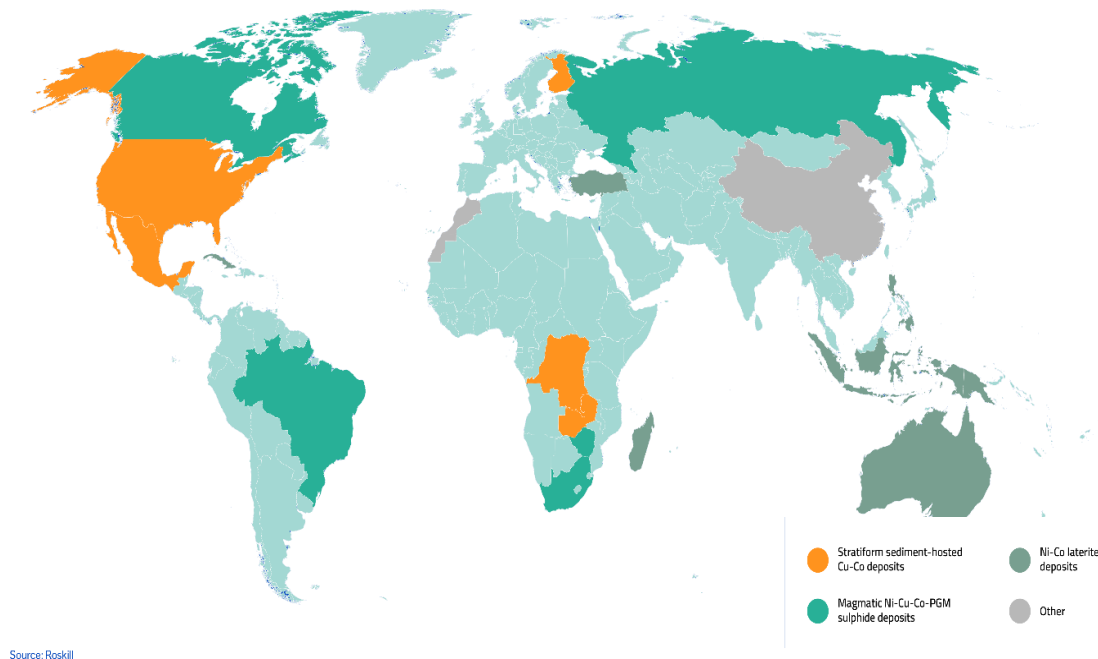 Stratiform sediment-hosted
Cu-Co deposits
Ni-Co laterite
deposits
Magmatic Ni-Cu-Co-PGM
sulphide deposits
Other
Source: Roskill